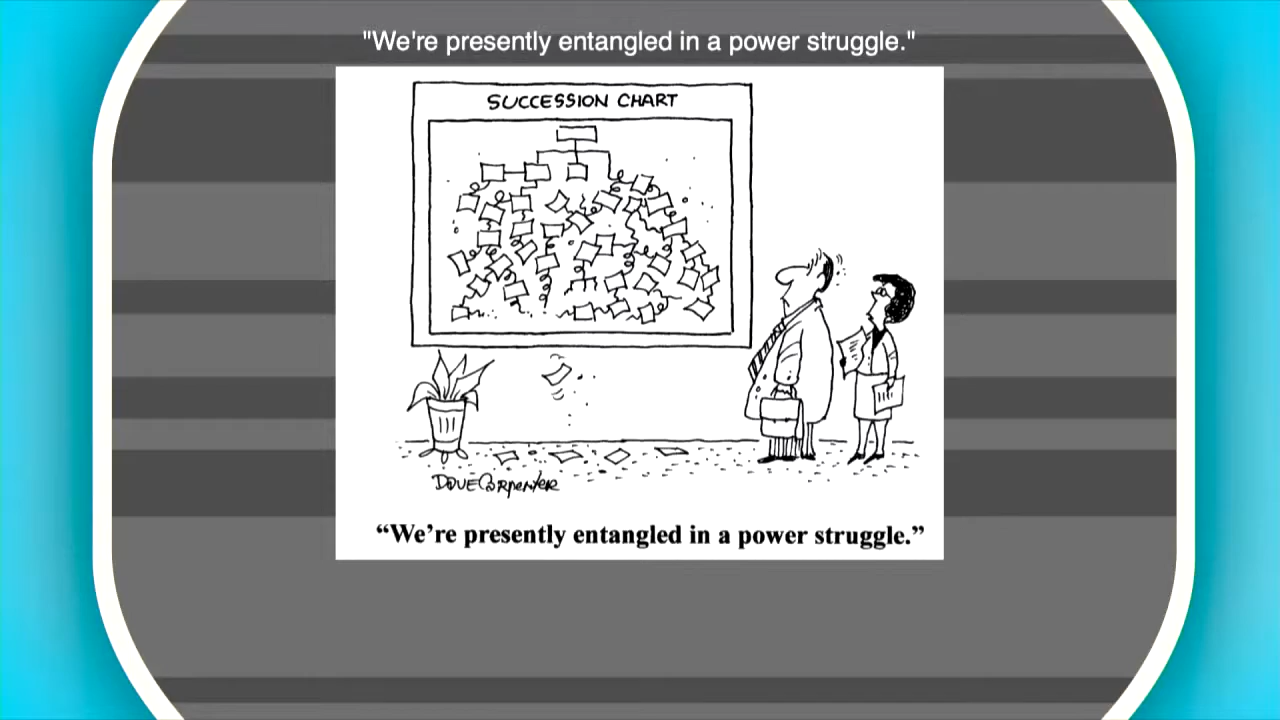 "We're presently entangled in a power struggle."
SUCCESSION CHART
DAVE CARPENTER
“We’re presently entangled in a power struggle.”